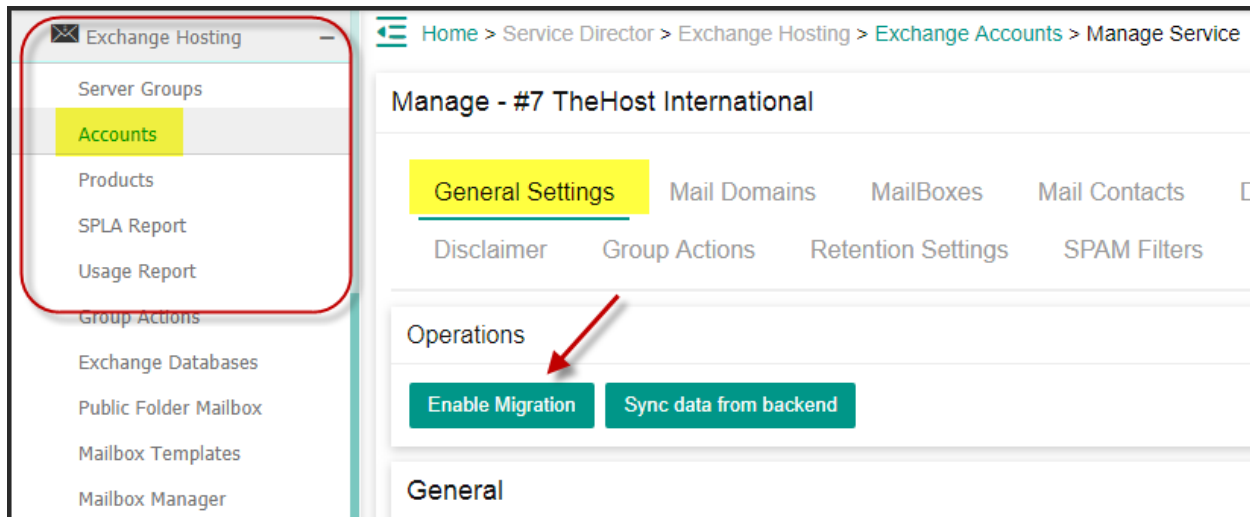 Exchange Hosting
Server Groups
Accounts
Products
SPLA Report
Usage Report
Group Actions
Exchange Databases
Public Folder Mailbox
Mailbox Templates
Mailbox Manager
Home > Service Director > Exchange Hosting > Exchange Accounts > Manage Service
Manage - #7 TheHost International
General Settings Mail Domains MailBoxes Mail Contacts
Disclaimer Group Actions Retention Settings SPAM Filters
Operations
Enable Migration Sync data from backend
General